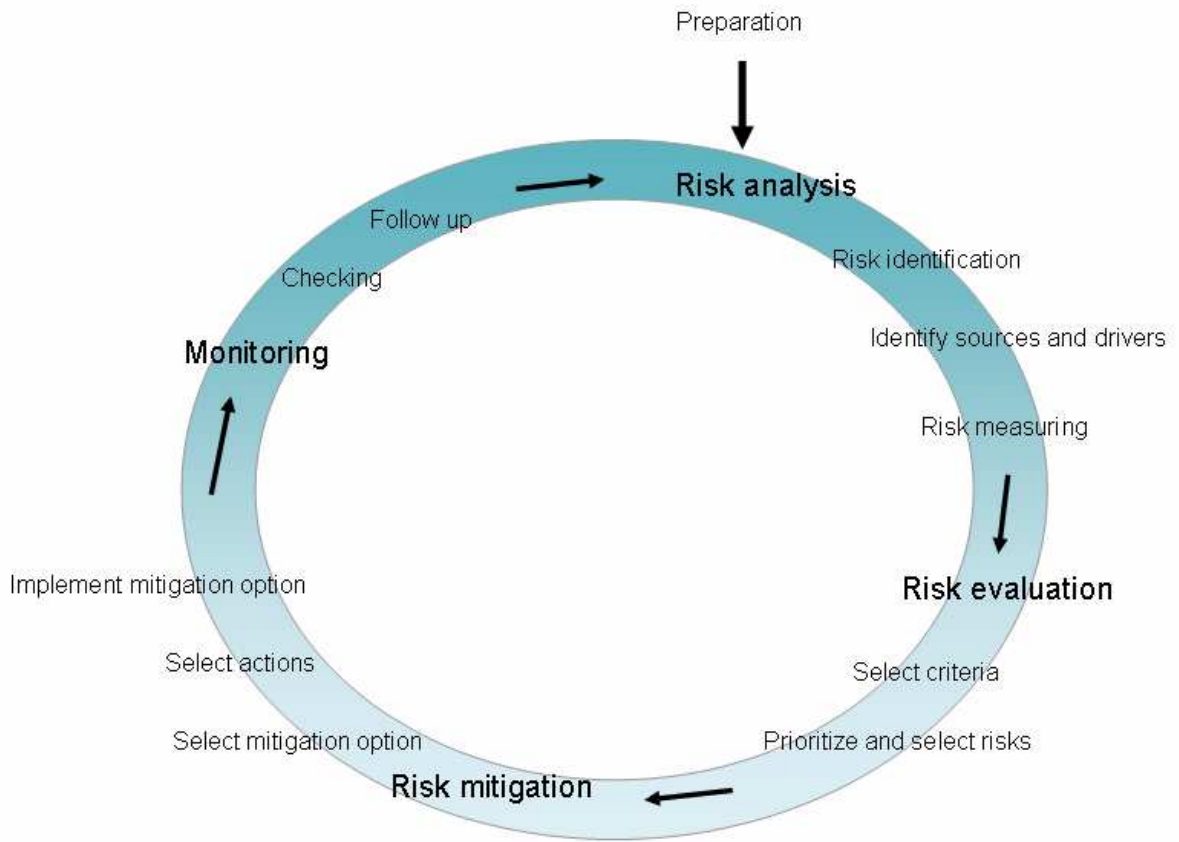 Preparation
Risk analysis
Risk identification
Identify sources and drivers
Risk measuring
Risk evaluation
Select criteria
Prioritize and select risks
Risk mitigation
Select mitigation option
Select actions
Implement mitigation option
Monitoring
Checking
Follow up